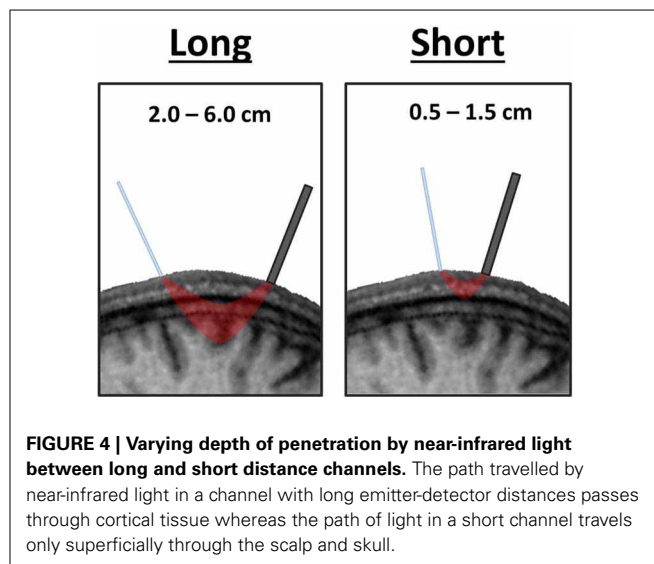 Long Short
2.0 – 6.0 cm 0.5 – 1.5 cm
FIGURE 4 | Varying depth of penetration by near-infrared light
between long and short distance channels. The path travelled by
near-infrared light in a channel with long emitter-detector distances passes
through cortical tissue whereas the path of light in a short channel travels
only superficially through the scalp and skull.